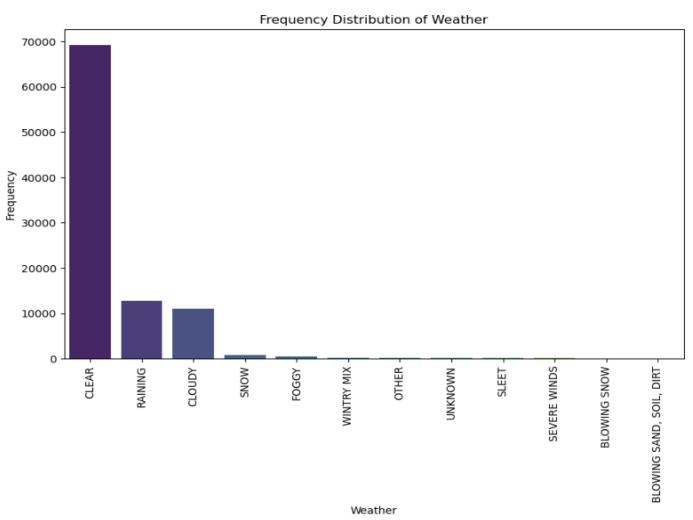 Frequency Distribution of Weather
70000
60000
50000
40000
30000
20000
10000
0
Frequency
CLEAR
RAINING
CLOUDY
SNOW
FOGGY
WINTRY MIX
OTHER
UNKNOWN
SLEET
SEVERE WINDS
BLOWING SNOW
BLOWING SAND, SOIL, DIRT
Weather